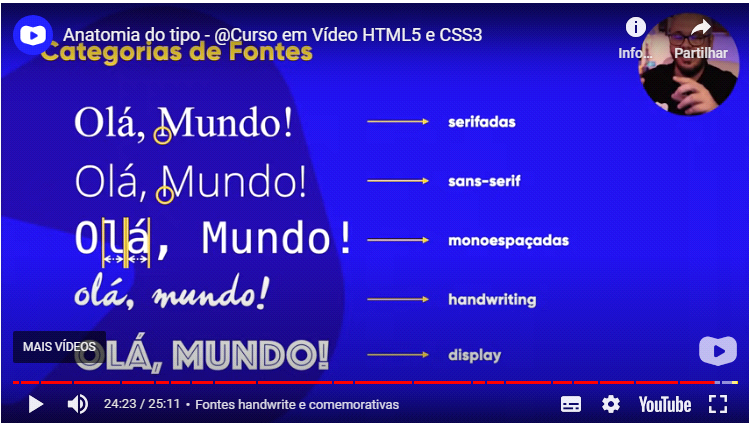 Anatomia do tipo - @Curso em Vídeo HTML5 e CSS3
Info... Partilhar
Categorias de Fontes
Olá, Mundo! serifadas
Olá, Mundo! sans-serif
Olá, Mundo! monoespaçadas
olá, mundo! handwriting
MAIS VÍDEOS
OLÁ, MUNDO! display
24:23 / 25:11 • Fontes handwrite e comemorativas YouTube